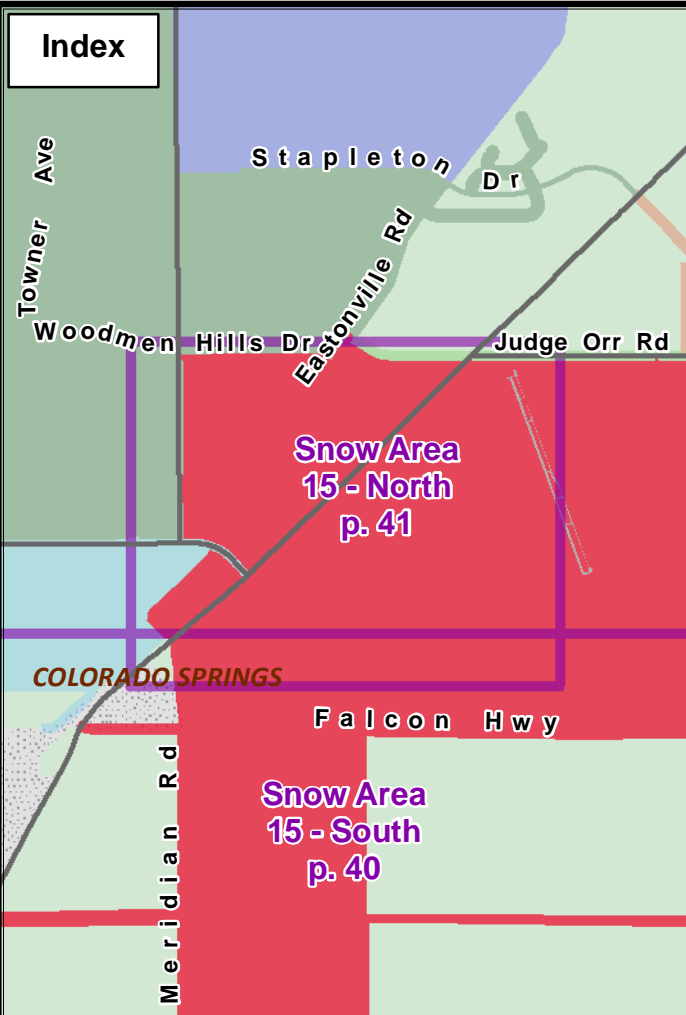 Index
Towner Ave
Stapleton Dr
Eastonville Rd
Woodmen Hills Dr
Judge Orr Rd
Snow Area
15 - North
p. 41
COLORADO SPRINGS
Falcon Hwy
Meridian Rd
Snow Area
15 - South
p. 40